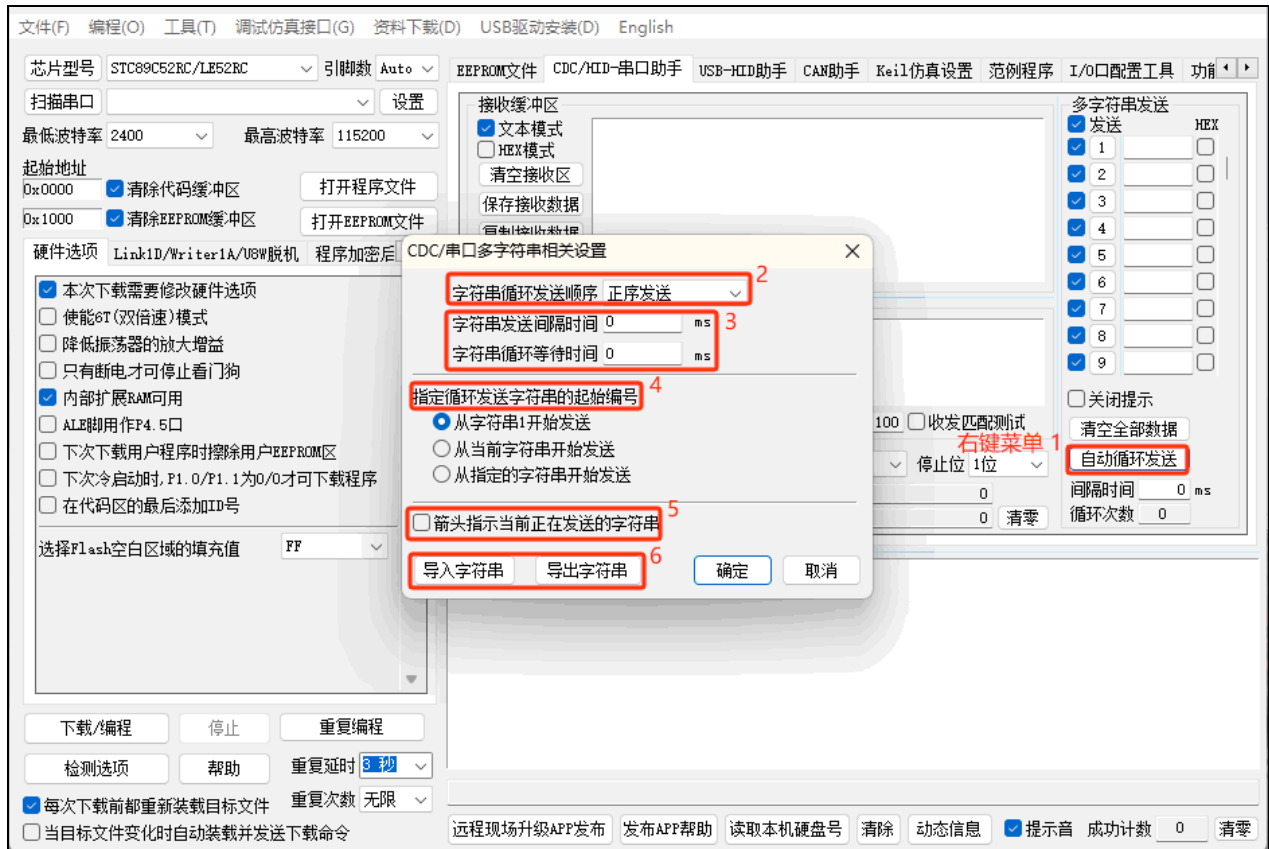 文件(F) 编程(O) 工具(T) 调试仿真接口(G) 资料下载(D) USB驱动安装(D) English
芯片型号 STC89C52RC/LE52RC 引脚数 Auto
扫描串口 设置
最低波特率 2400 最高波特率 115200
起始地址
0x0000 清除代码缓冲区 打开程序文件
0x1000 清除EEPROM缓冲区 打开EEPROM文件
硬件选项 Link1D/Writer1A/U8W脱机 程序加密后
本次下载需要修改硬件选项
使能6T(双倍速)模式
降低振荡器的放大增益
只有断电才可停止看门狗
内部扩展RAM可用
ALE脚用作P4.5口
下次下载用户程序时擦除用户EEPROM区
下次冷启动时,P1.0/P1.1为0/0才可下载程序
在代码区的最后添加ID号
选择Flash空白区域的填充值 FF
下载/编程 停止 重复编程
检测选项 帮助 重复延时 3 秒
每次下载前都重新装载目标文件 重复次数 无限
当目标文件变化时自动装载并发送下载命令
EEPROM文件 CDC/HID-串口助手 USB-HID助手 CAN助手 Keil仿真设置 范例程序 I/O口配置工具
接收缓冲区
文本模式
HEX模式
清空接收区
保存接收数据
复制接收数据
多字符串发送
发送 HEX
1
2
3
4
5
6
7
8
9
关闭提示
清空全部数据
自动循环发送
间隔时间 0 ms
循环次数 0
100 收发匹配测试
右键菜单 1
停止位 1位
0
0 清零
CDC/串口多字符串相关设置
字符串循环发送顺序 正序发送 2
字符串发送间隔时间 0 ms 3
字符串循环等待时间 0 ms
指定循环发送字符串的起始编号 4
从字符串1开始发送
从当前字符串开始发送
从指定的字符串开始发送
箭头指示当前正在发送的字符串 5
导入字符串 导出字符串 6 确定 取消
远程现场升级APP发布 发布APP帮助 读取本机硬盘号 清除 动态信息 提示音 成功计数 0 清零